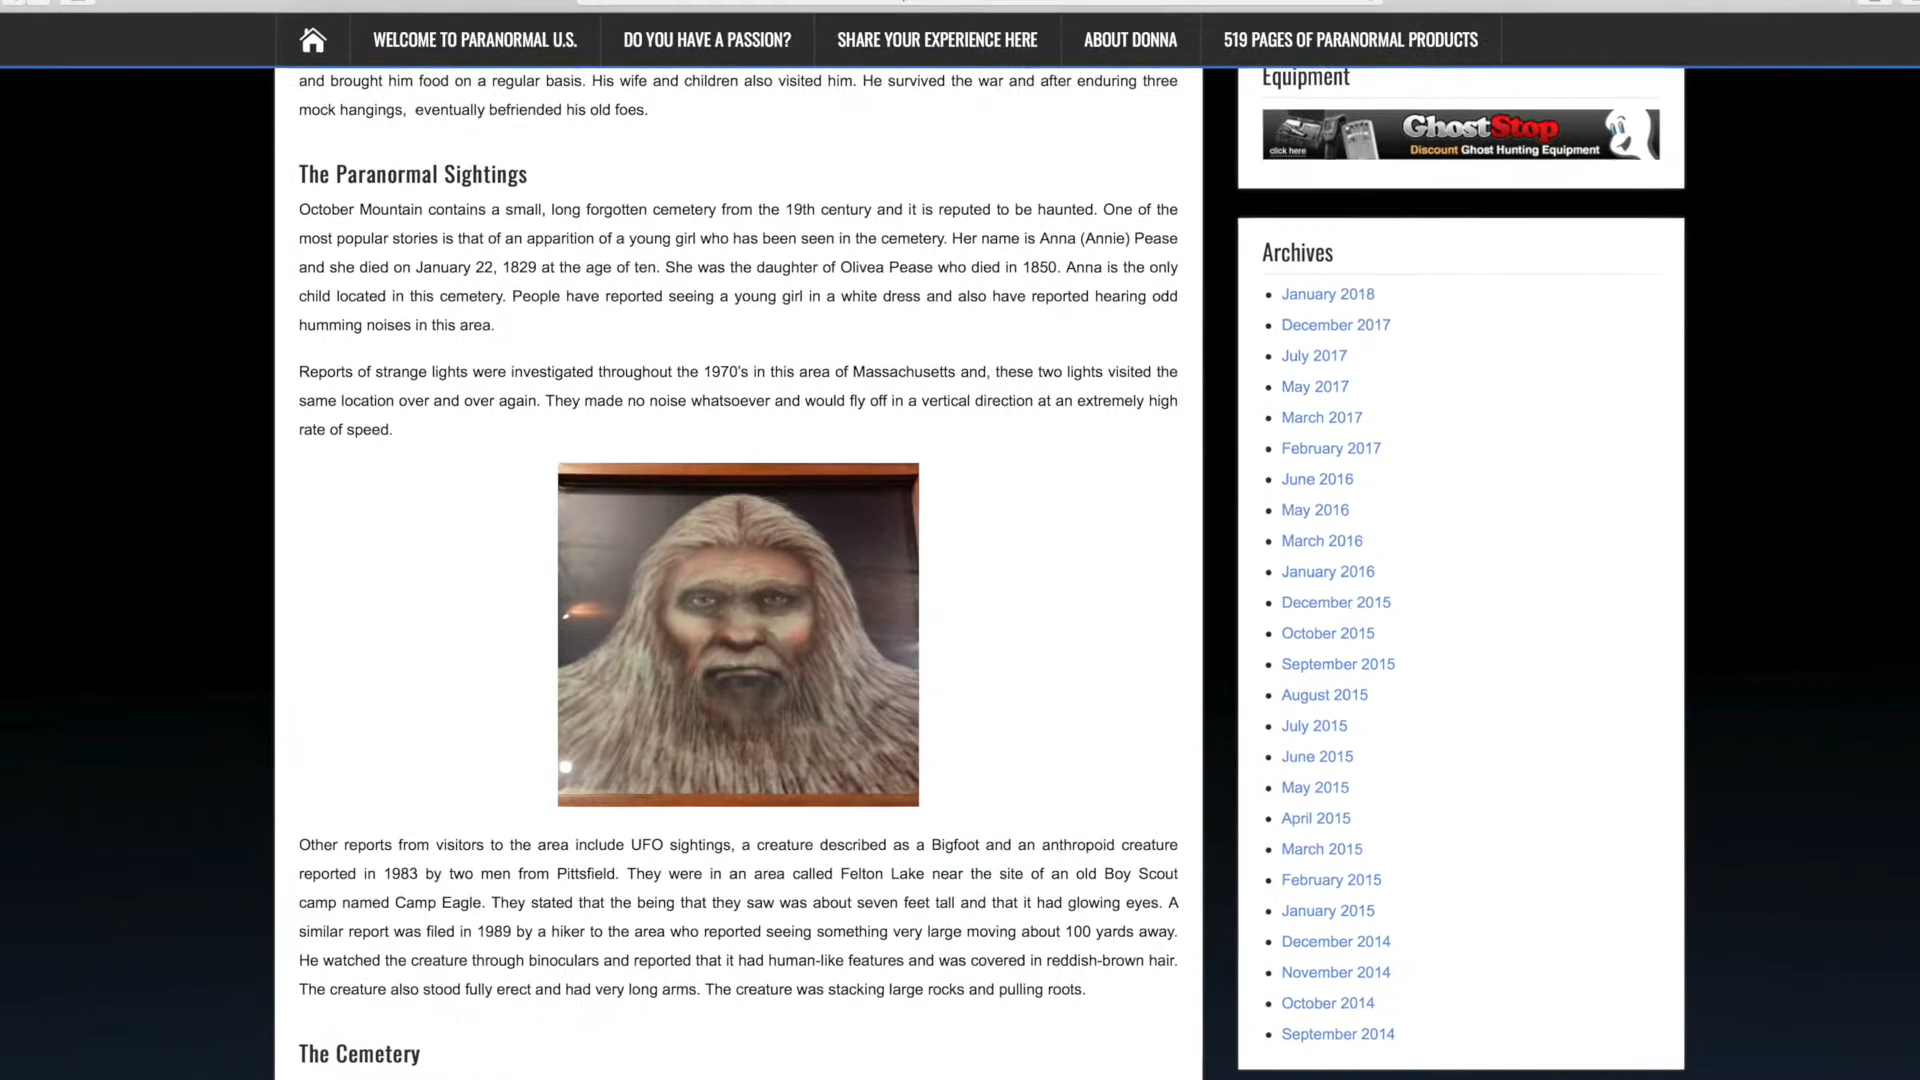 WELCOME TO PARANORMAL U.S.
DO YOU HAVE A PASSION?
SHARE YOUR EXPERIENCE HERE
ABOUT DONNA
519 PAGES OF PARANORMAL PRODUCTS
and brought him food on a regular basis. His wife and children also visited him. He survived the war and after enduring three
mock hangings, eventually befriended his old foes.
The Paranormal Sightings
October Mountain contains a small, long forgotten cemetery from the 19th century and it is reputed to be haunted. One of the
most popular stories is that of an apparition of a young girl who has been seen in the cemetery. Her name is Anna (Annie) Pease
and she died on January 22, 1829 at the age of ten. She was the daughter of Olivea Pease who died in 1850. Anna is the only
child located in this cemetery. People have reported seeing a young girl in a white dress and also have reported hearing odd
humming noises in this area.
Reports of strange lights were investigated throughout the 1970's in this area of Massachusetts and, these two lights visited the
same location over and over again. They made no noise whatsoever and would fly off in a vertical direction at an extremely high
rate of speed.
Other reports from visitors to the area include UFO sightings, a creature described as a Bigfoot and an anthropoid creature
reported in 1983 by two men from Pittsfield. They were in an area called Felton Lake near the site of an old Boy Scout
camp named Camp Eagle. They stated that the being that they saw was about seven feet tall and that it had glowing eyes. A
similar report was filed in 1989 by a hiker to the area who reported seeing something very large moving about 100 yards away.
He watched the creature through binoculars and reported that it had human-like features and was covered in reddish-brown hair.
The creature also stood fully erect and had very long arms. The creature was stacking large rocks and pulling roots.
The Cemetery
Equipment
GhostStop
click here
Discount Ghost Hunting Equipment
Archives
January 2018
December 2017
July 2017
May 2017
March 2017
February 2017
June 2016
May 2016
March 2016
January 2016
December 2015
October 2015
September 2015
August 2015
July 2015
June 2015
May 2015
April 2015
March 2015
February 2015
January 2015
December 2014
November 2014
October 2014
September 2014